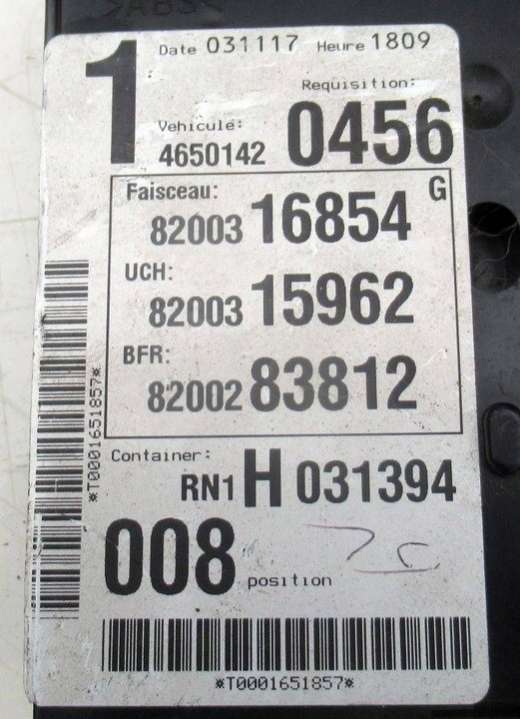 ABS
1
Date 031117 Heure 1809
Requisition:
Vehicule:
4650142 0456
Faisceau: G
82003 16854
UCH:
82003 15962
BFR:
82002 83812
Container:
RN1 H 031394
008 position
*T0001651857*
*T0001651857*